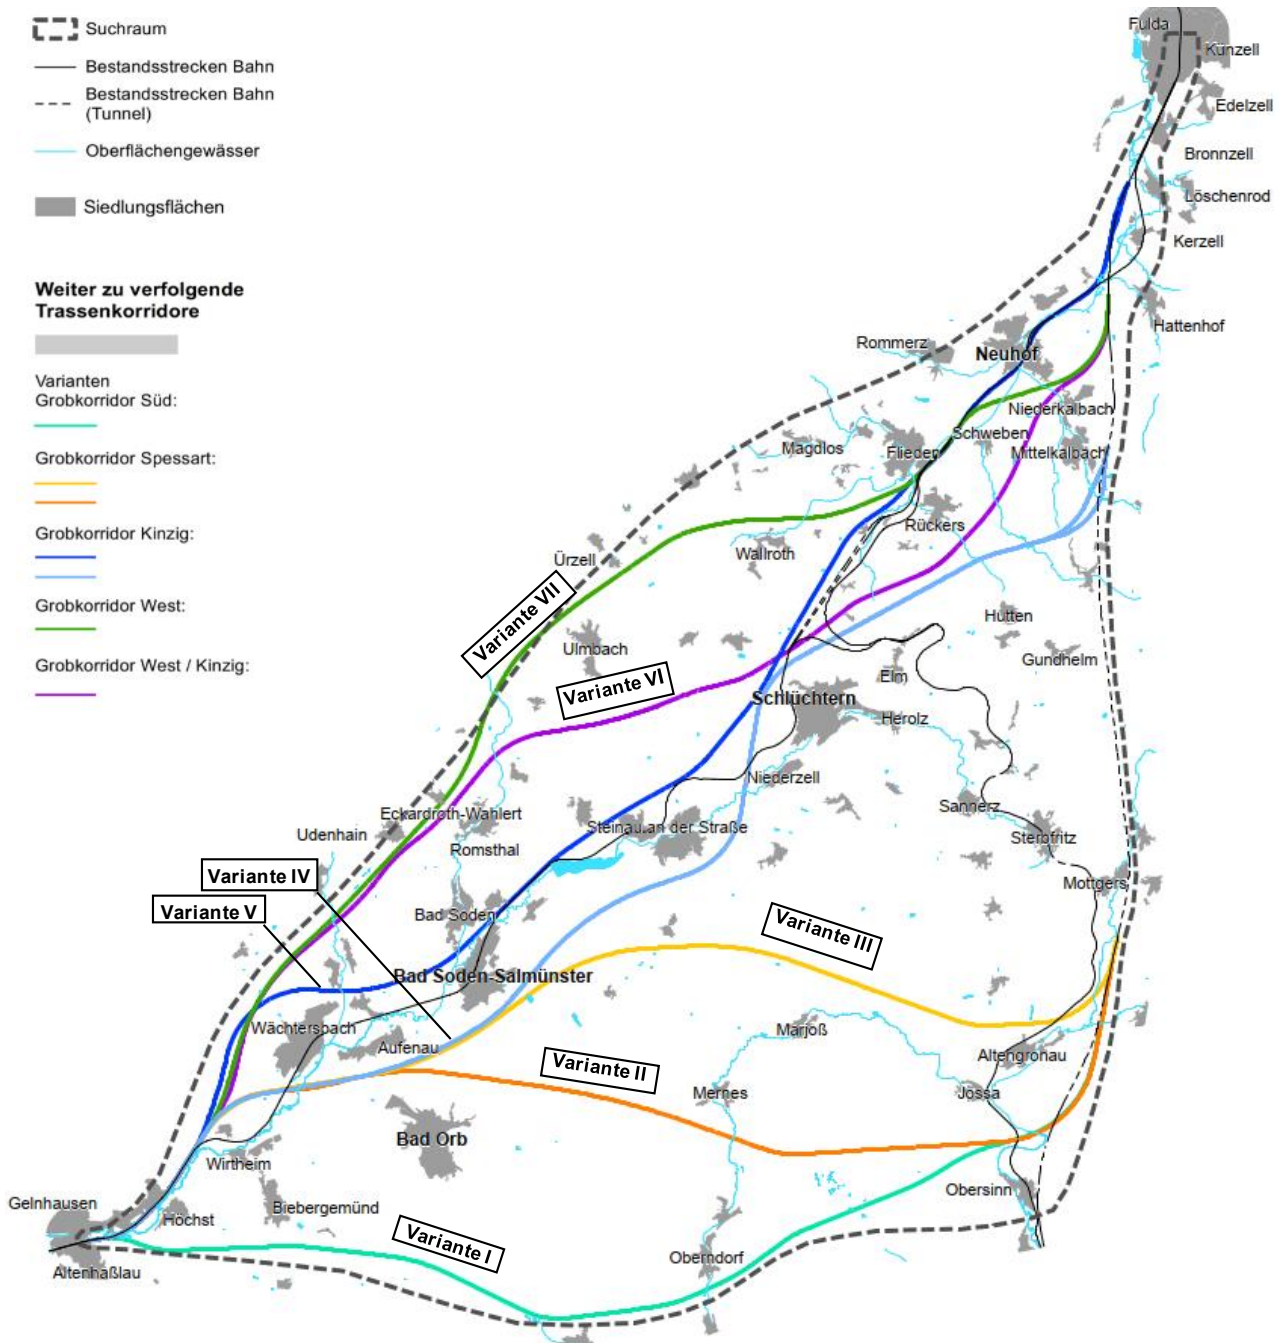 Suchraum
Bestandsstrecken Bahn
Bestandsstrecken Bahn
(Tunnel)
Oberflächengewässer
Siedlungsflächen
Weiter zu verfolgende
Trassenkorridore
Varianten
Grobkorridor Süd:
Grobkorridor Spessart:
Grobkorridor Kinzig:
Grobkorridor West:
Grobkorridor West / Kinzig:
Fulda
Künzell
Edelzell
Bronnzell
Löschenrod
Kerzell
Hattenhof
Rommerz
Neuhof
Niederkalbach
Schweben
Magdlos
Flieden
Mittelkalbach
Rückers
Wallroth
Ürzell
Variante VII
Hutten
Ulmbach
Gundhelm
Elm
Variante VI
Schlüchtern
Herolz
Niederzell
Sannerz
Eckardroth-Wahlert
Steinau an der Straße
Udenhain
Sterbfritz
Romsthal
Variante IV
Mottgers
Variante V
Bad Soden
Variante III
Bad Soden-Salmünster
Wächtersbach
Marjoß
Aufenau
Altengronau
Variante II
Mernes
Jossa
Bad Orb
Wirtheim
Obersinn
Gelnhausen
Biebergemünd
Höchst
Variante I
Oberndorf
Altenhaßlau